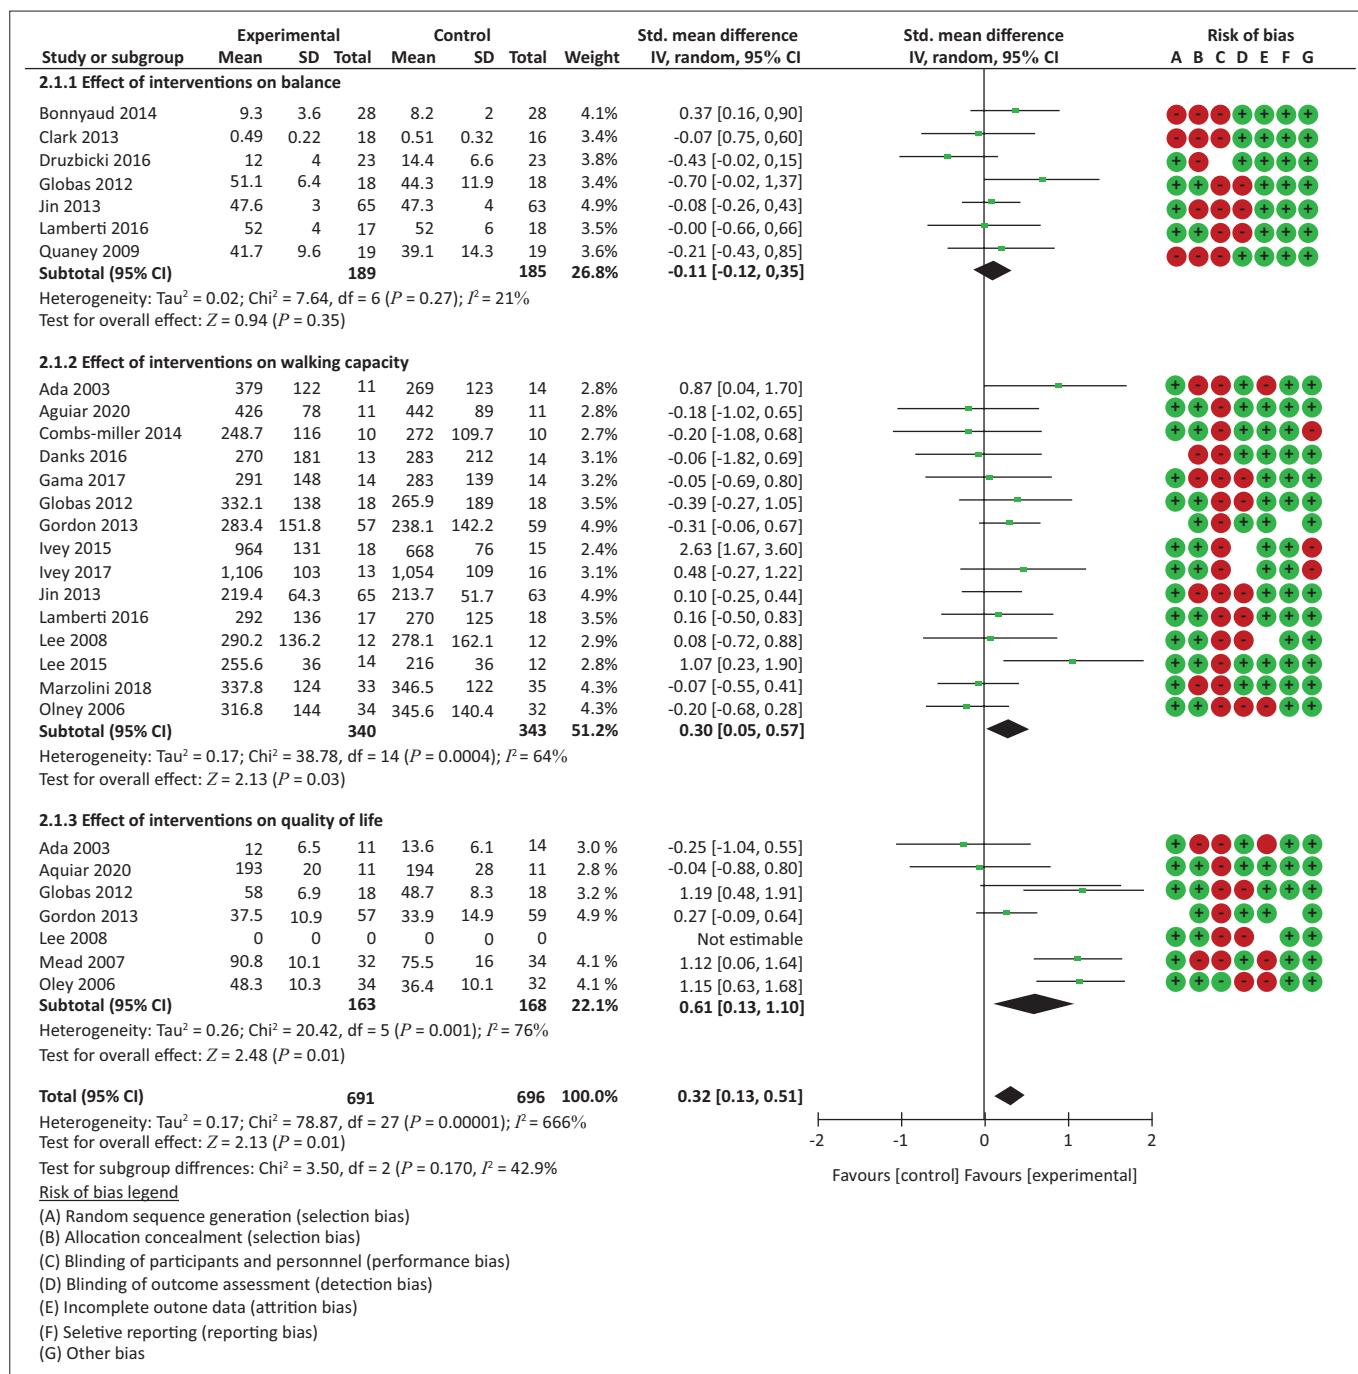 Experimental Control Std. mean difference Std. mean difference Risk of bias
Study or subgroup Mean SD Total Mean SD Total Weight IV, random, 95% CI IV, random, 95% CI A B C D E F G
2.1.1 Effect of interventions on balance
Bonnyaud 2014 9.3 3.6 28 8.2 2 28 4.1% 0.37 [0.16, 0,90] - - - + + + +
Clark 2013 0.49 0.22 18 0.51 0.32 16 3.4% -0.07 [0.75, 0,60] - - - + + + +
Druzbicki 2016 12 4 23 14.4 6.6 23 3.8% -0.43 [-0.02, 0,15] + - + + + +
Globas 2012 51.1 6.4 18 44.3 11.9 18 3.4% -0.70 [-0.02, 1,37] + + - - + + +
Jin 2013 47.6 3 65 47.3 4 63 4.9% -0.08 [-0.26, 0,43] + - - - + + +
Lamberti 2016 52 4 17 52 6 18 3.5% -0.00 [-0.66, 0,66] + + - - + + +
Quaney 2009 41.7 9.6 19 39.1 14.3 19 3.6% -0.21 [-0.43, 0,85] - - - + + + +
Subtotal (95% CI) 189 185 26.8% -0.11 [-0.12, 0,35]
Heterogeneity: Tau² = 0.02; Chi² = 7.64, df = 6 (P = 0.27); I² = 21%
Test for overall effect: Z = 0.94 (P = 0.35)
2.1.2 Effect of interventions on walking capacity
Ada 2003 379 122 11 269 123 14 2.8% 0.87 [0.04, 1.70] + - - + - + +
Aguiar 2020 426 78 11 442 89 11 2.8% -0.18 [-1.02, 0.65] + + - + + + +
Combs-miller 2014 248.7 116 10 272 109.7 10 2.7% -0.20 [-1.08, 0.68] + + - + + + -
Danks 2016 270 181 13 283 212 14 3.1% -0.06 [-1.82, 0.69] - - + + + +
Gama 2017 291 148 14 283 139 14 3.2% -0.05 [-0.69, 0.80] + - - - + + +
Globas 2012 332.1 138 18 265.9 189 18 3.5% -0.39 [-0.27, 1.05] + + - - + + +
Gordon 2013 283.4 151.8 57 238.1 142.2 59 4.9% -0.31 [-0.06, 0.67] + - + + +
Ivey 2015 964 131 18 668 76 15 2.4% 2.63 [1.67, 3.60] + + - + + -
Ivey 2017 1,106 103 13 1,054 109 16 3.1% 0.48 [-0.27, 1.22] + + - + + -
Jin 2013 219.4 64.3 65 213.7 51.7 63 4.9% 0.10 [-0.25, 0.44] + - - - + + +
Lamberti 2016 292 136 17 270 125 18 3.5% 0.16 [-0.50, 0.83] + + - - + + +
Lee 2008 290.2 136.2 12 278.1 162.1 12 2.9% 0.08 [-0.72, 0.88] + + - - + +
Lee 2015 255.6 36 14 216 36 12 2.8% 1.07 [0.23, 1.90] + + - + + + +
Marzolini 2018 337.8 124 33 346.5 122 35 4.3% -0.07 [-0.55, 0.41] + - - + + + +
Olney 2006 316.8 144 34 345.6 140.4 32 4.3% -0.20 [-0.68, 0.28] + + - - - + +
Subtotal (95% CI) 340 343 51.2% 0.30 [0.05, 0.57]
Heterogeneity: Tau² = 0.17; Chi² = 38.78, df = 14 (P = 0.0004); I² = 64%
Test for overall effect: Z = 2.13 (P = 0.03)
2.1.3 Effect of interventions on quality of life
Ada 2003 12 6.5 11 13.6 6.1 14 3.0 % -0.25 [-1.04, 0.55] + - - + - + +
Aquiar 2020 193 20 11 194 28 11 2.8 % -0.04 [-0.88, 0.80] + + - + + + +
Globas 2012 58 6.9 18 48.7 8.3 18 3.2 % 1.19 [0.48, 1.91] + + - - + + +
Gordon 2013 37.5 10.9 57 33.9 14.9 59 4.9 % 0.27 [-0.09, 0.64] + - + + +
Lee 2008 0 0 0 0 0 0 Not estimable + + - - + +
Mead 2007 90.8 10.1 32 75.5 16 34 4.1 % 1.12 [0.06, 1.64] + - - + - + +
Oley 2006 48.3 10.3 34 36.4 10.1 32 4.1 % 1.15 [0.63, 1.68] + + - - - + +
Subtotal (95% CI) 163 168 22.1% 0.61 [0.13, 1.10]
Heterogeneity: Tau² = 0.26; Chi² = 20.42, df = 5 (P = 0.001); I² = 76%
Test for overall effect: Z = 2.48 (P = 0.01)
Total (95% CI) 691 696 100.0% 0.32 [0.13, 0.51]
Heterogeneity: Tau² = 0.17; Chi² = 78.87, df = 27 (P = 0.00001); I² = 666%
Test for overall effect: Z = 2.13 (P = 0.01)
Test for subgroup diffrences: Chi² = 3.50, df = 2 (P = 0.170, I² = 42.9%
-2 -1 0 1 2
Favours [control] Favours [experimental]
Risk of bias legend
(A) Random sequence generation (selection bias)
(B) Allocation concealment (selection bias)
(C) Blinding of participants and personnnel (performance bias)
(D) Blinding of outcome assessment (detection bias)
(E) Incomplete outone data (attrition bias)
(F) Seletive reporting (reporting bias)
(G) Other bias